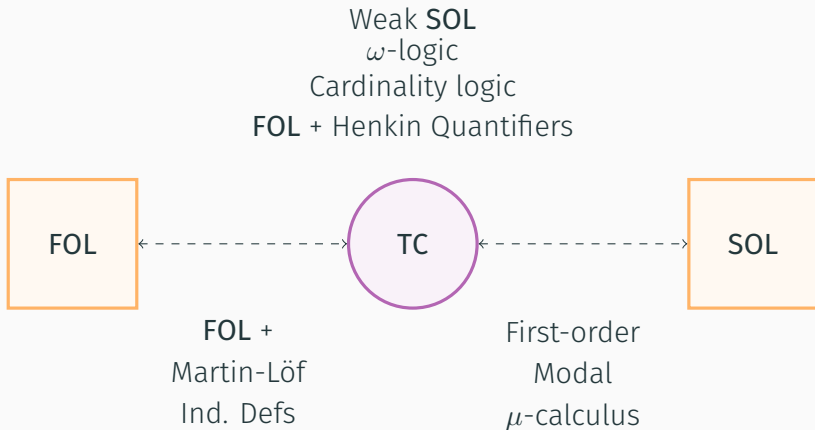 Weak SOL
ω-logic
Cardinality logic
FOL + Henkin Quantifiers
FOL
TC
SOL
FOL +
Martin-Löf
Ind. Defs
First-order
Modal
μ-calculus